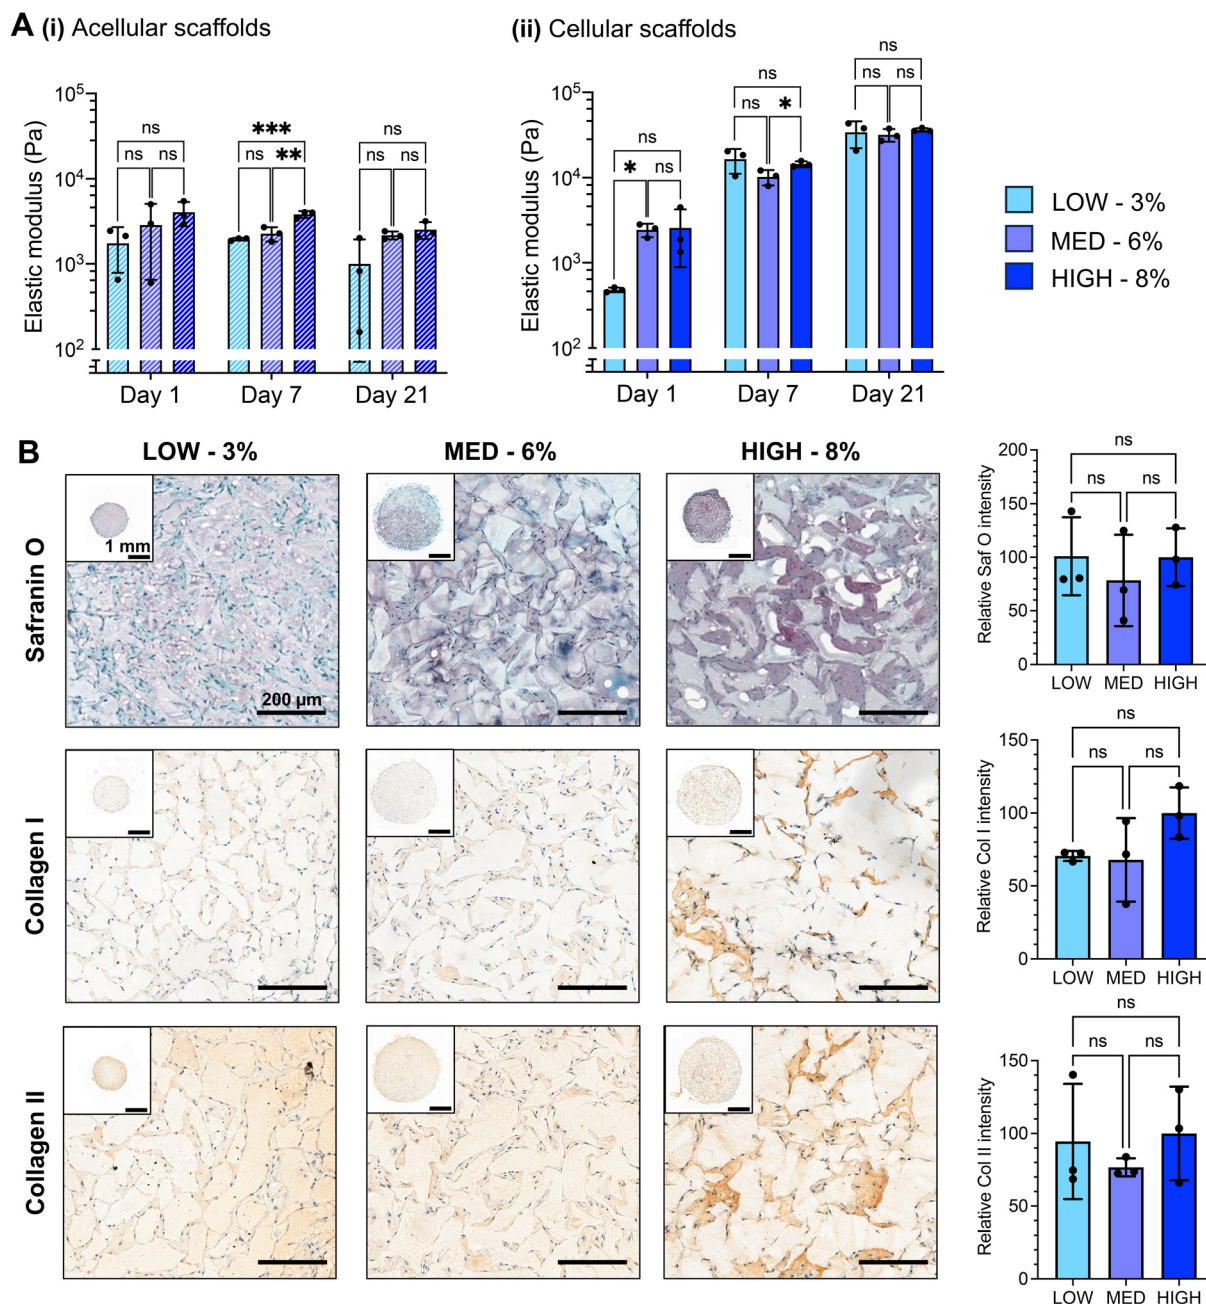 A (i) Acellular scaffolds
Elastic modulus (Pa)
10⁵
10⁴
10³
10²
ns
ns ns
***
ns **
ns
ns ns
Day 1 Day 7 Day 21
(ii) Cellular scaffolds
Elastic modulus (Pa)
10⁵
10⁴
10³
10²
ns
* ns
ns
ns *
ns
ns ns
Day 1 Day 7 Day 21
LOW - 3%
MED - 6%
HIGH - 8%
B
LOW - 3% MED - 6% HIGH - 8%
Safranin O
1 mm
200 µm
Relative Saf O intensity
200
150
100
50
0
ns
ns ns
LOW MED HIGH
Collagen I
Relative Col I intensity
150
100
50
0
ns
ns ns
LOW MED HIGH
Collagen II
Relative Col II intensity
150
100
50
0
ns
ns ns
LOW MED HIGH